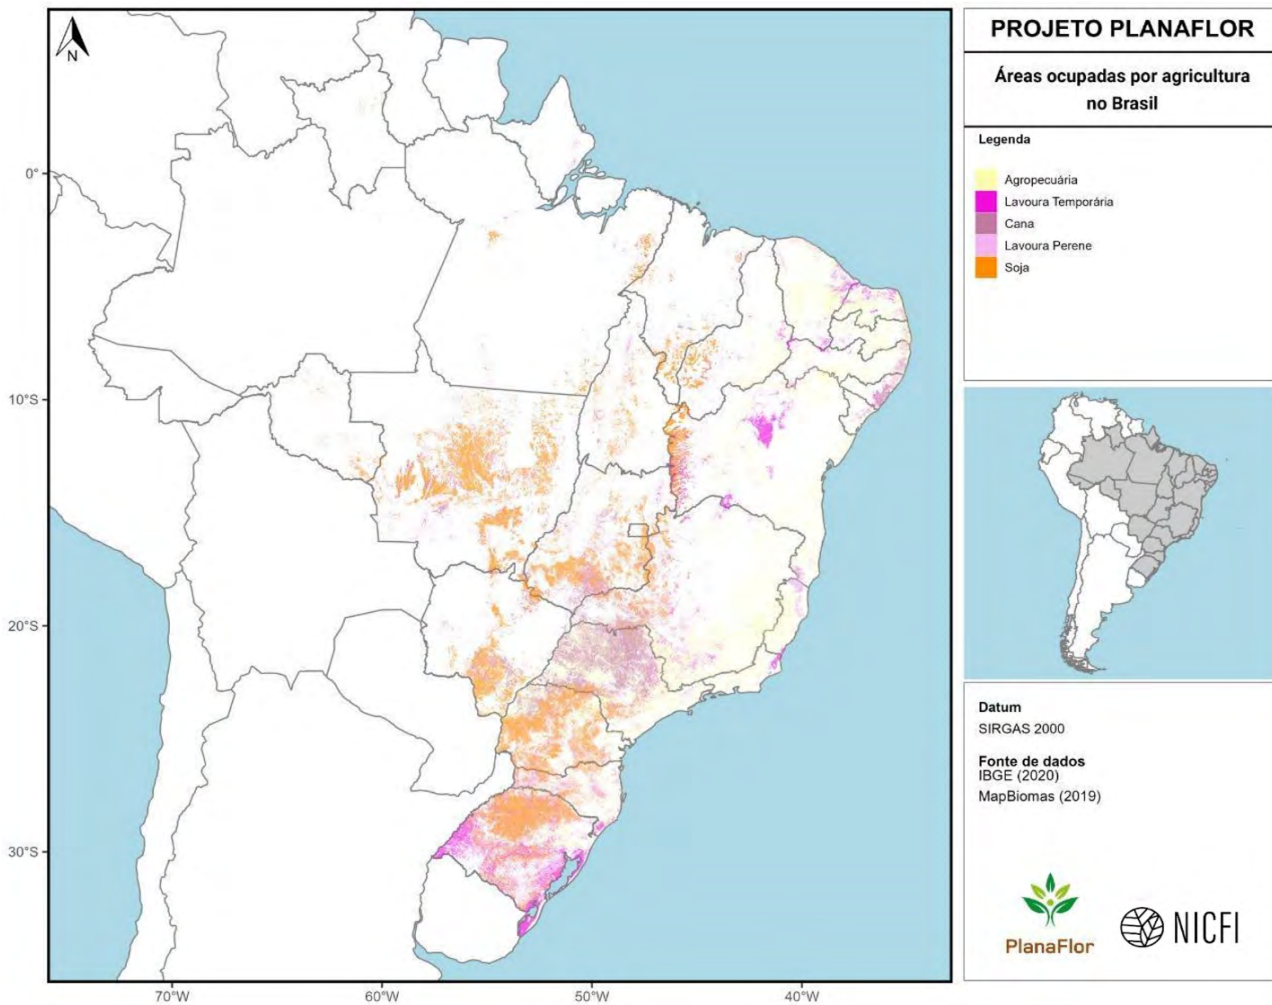 N
0°
10°S
20°S
30°S
70°W
60°W
50°W
40°W
PROJETO PLANAFLOR
Áreas ocupadas por agricultura
no Brasil
Legenda
Agropecuária
Lavoura Temporária
Cana
Lavoura Perene
Soja
Datum
SIRGAS 2000
Fonte de dados
IBGE (2020)
MapBiomas (2019)
PlanaFlor
NICFI